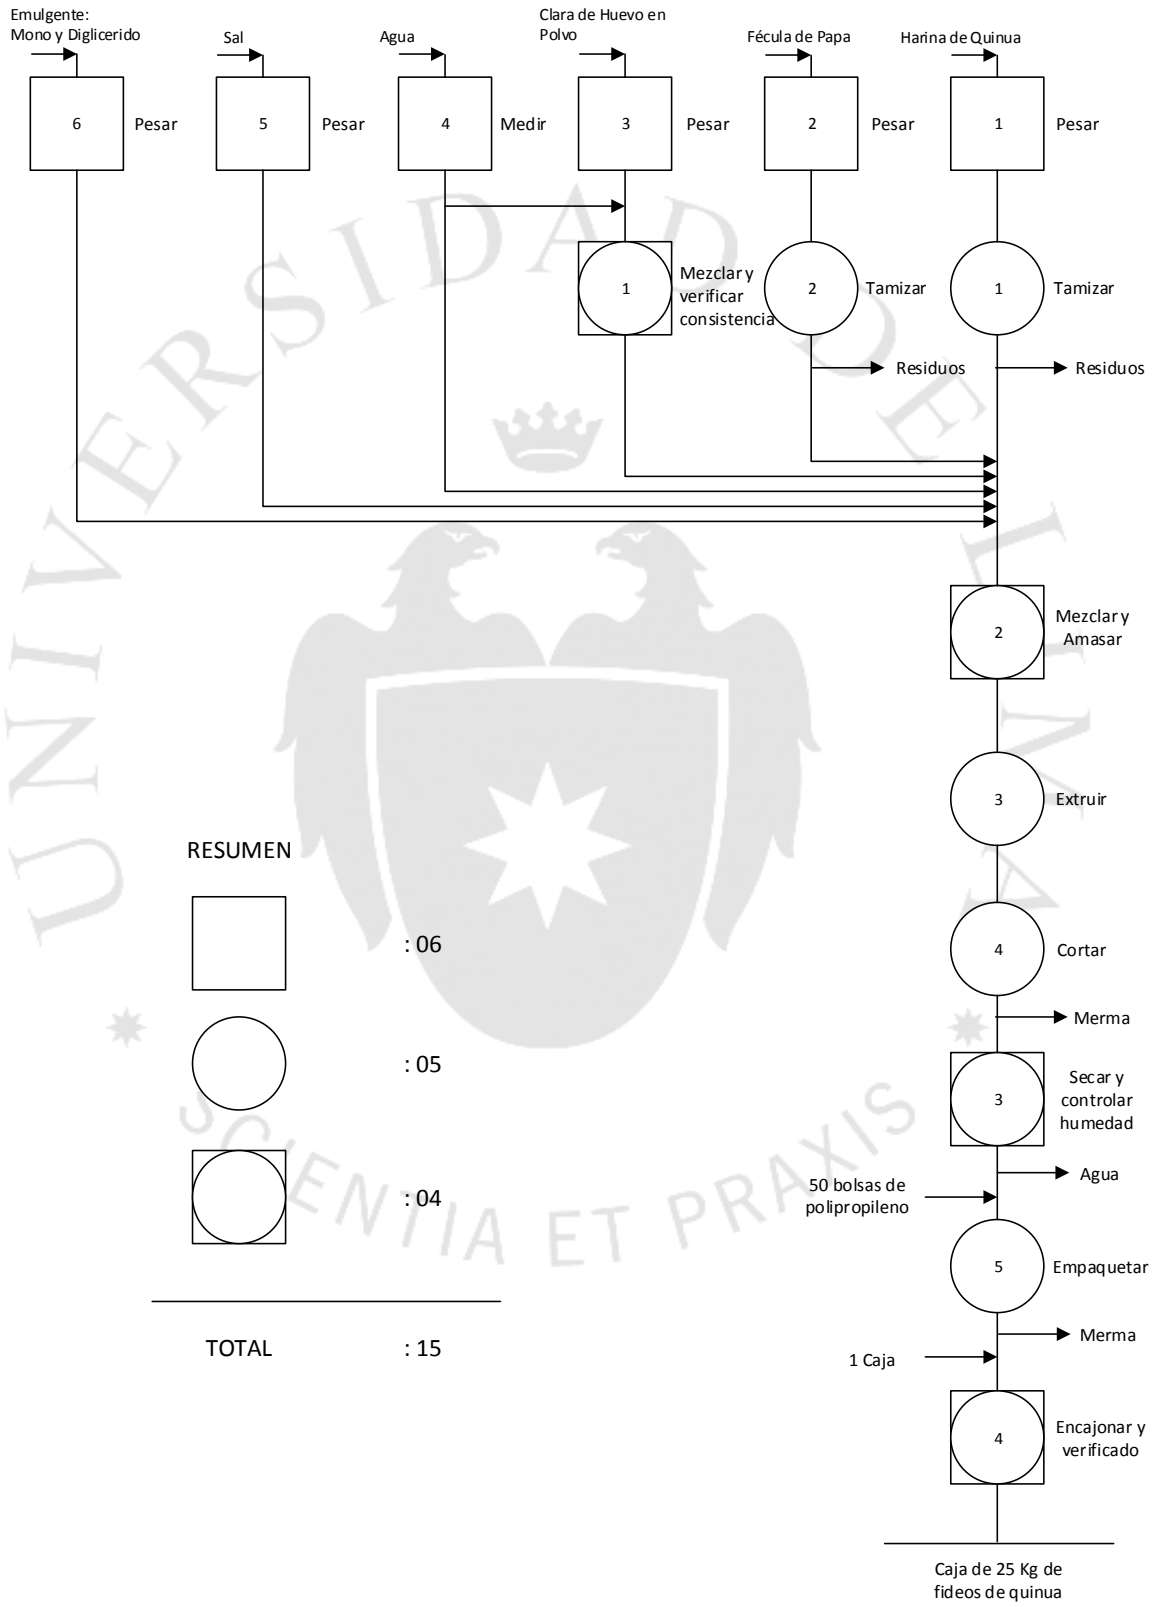 Emulgente:
Mono y Diglicerido
Sal
Agua
Clara de Huevo en
Polvo
Fécula de Papa
Harina de Quinua
6
Pesar
5
Pesar
4
Medir
3
Pesar
2
Pesar
1
Pesar
1
Mezclar y
verificar
consistencia
2
Tamizar
1
Tamizar
Residuos
Residuos
2
Mezclar y
Amasar
3
Extruir
4
Cortar
Merma
3
Secar y
controlar
humedad
Agua
50 bolsas de
polipropileno
5
Empaquetar
Merma
1 Caja
4
Encajonar y
verificado
Caja de 25 Kg de
fideos de quinua
RESUMEN
: 06
: 05
: 04
TOTAL : 15
UNIVERSIDAD DE LIMA
SCIENTIA ET PRAXIS